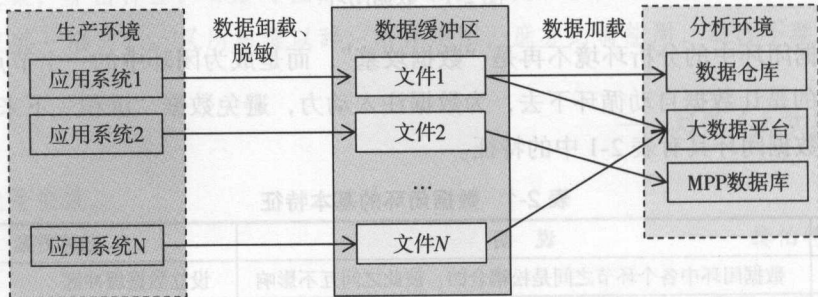 生产环境
应用系统1
应用系统2
应用系统N
数据卸载、
脱敏
数据缓冲区
文件1
文件2
...
文件N
数据加载
分析环境
数据仓库
大数据平台
MPP数据库